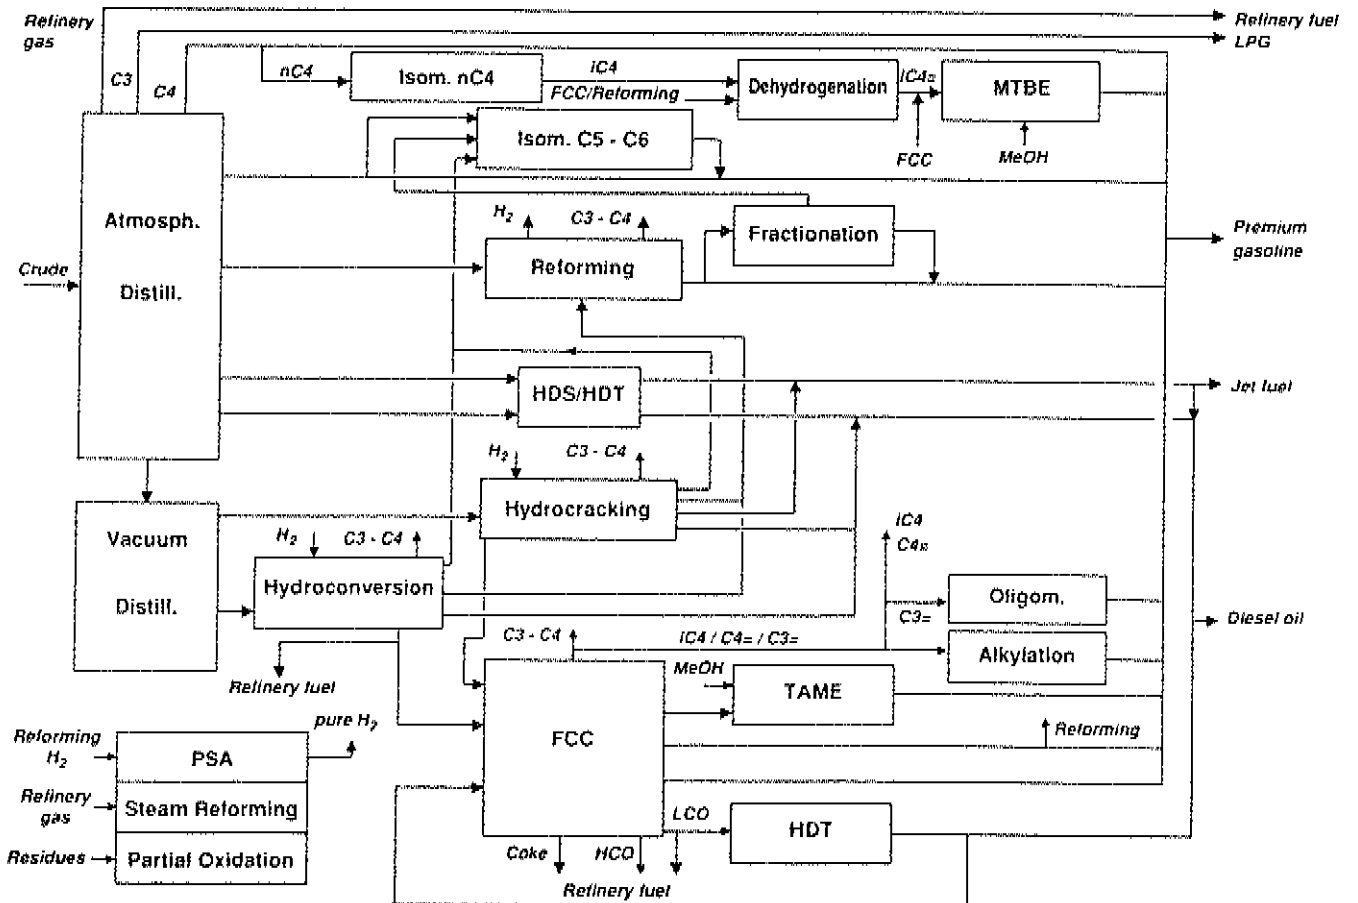 Refinery
gas
Refinery fuel
LPG
C3
C4
nC4
Isom. nC4
iC4
FCC/Reforming
Dehydrogenation
iC4=
MTBE
FCC
MeOH
Isom. C5 - C6
Atmosph.
Distill.
Crude
H2
C3 - C4
Reforming
Fractionation
Premium
gasoline
HDS/HDT
Jet fuel
H2
C3 - C4
Hydrocracking
Vacuum
Distill.
H2
C3 - C4
Hydroconversion
Refinery fuel
iC4
C4=
Oligom.
C3=
Alkylation
Diesel oil
C3 - C4
iC4 / C4= / C3=
MeOH
TAME
FCC
Reforming
Reforming
H2
PSA
pure H2
Refinery
gas
Steam Reforming
Residues
Partial Oxidation
LCO
HDT
Coke
HCO
Refinery fuel